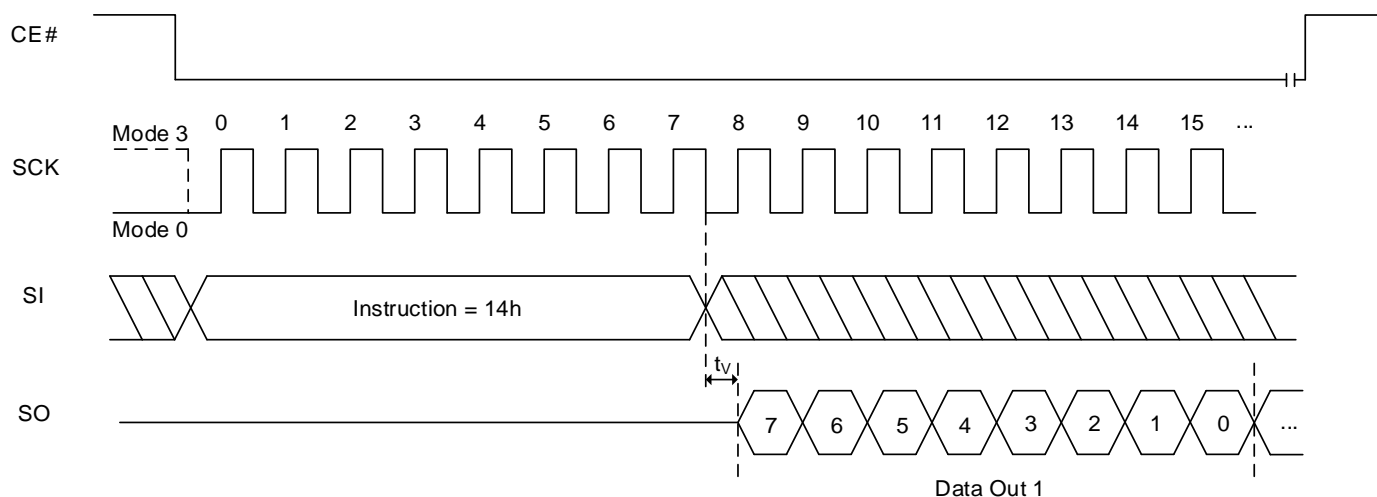 CE#
Mode 3 0 1 2 3 4 5 6 7 8 9 10 11 12 13 14 15 ...
SCK
Mode 0
SI Instruction = 14h
tV
SO 7 6 5 4 3 2 1 0 ...
Data Out 1